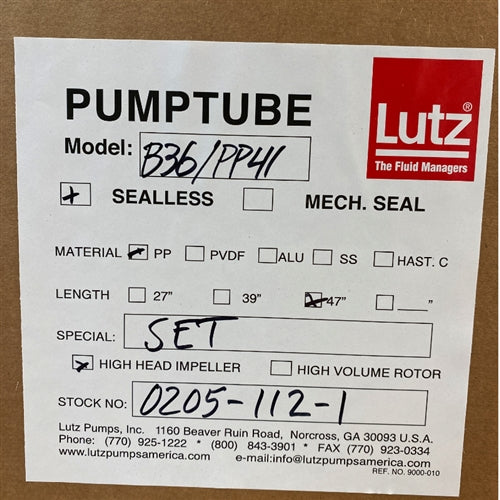 PUMPTUBE
Lutz®
The Fluid Managers
Model: B36/PP41
SEALLESS MECH. SEAL
MATERIAL PP PVDF ALU SS HAST. C
LENGTH 27" 39" 47" ____"
SPECIAL: SET
HIGH HEAD IMPELLER HIGH VOLUME ROTOR
STOCK NO: 0205-112-1
Lutz Pumps, Inc. 1160 Beaver Ruin Road, Norcross, GA 30093 U.S.A.
Phone: (770) 925-1222 * (800) 843-3901 * FAX (770) 923-0334
www.lutzpumpsamerica.com e-mail:info@lutzpumpsamerica.com
REF. NO. 9000-010